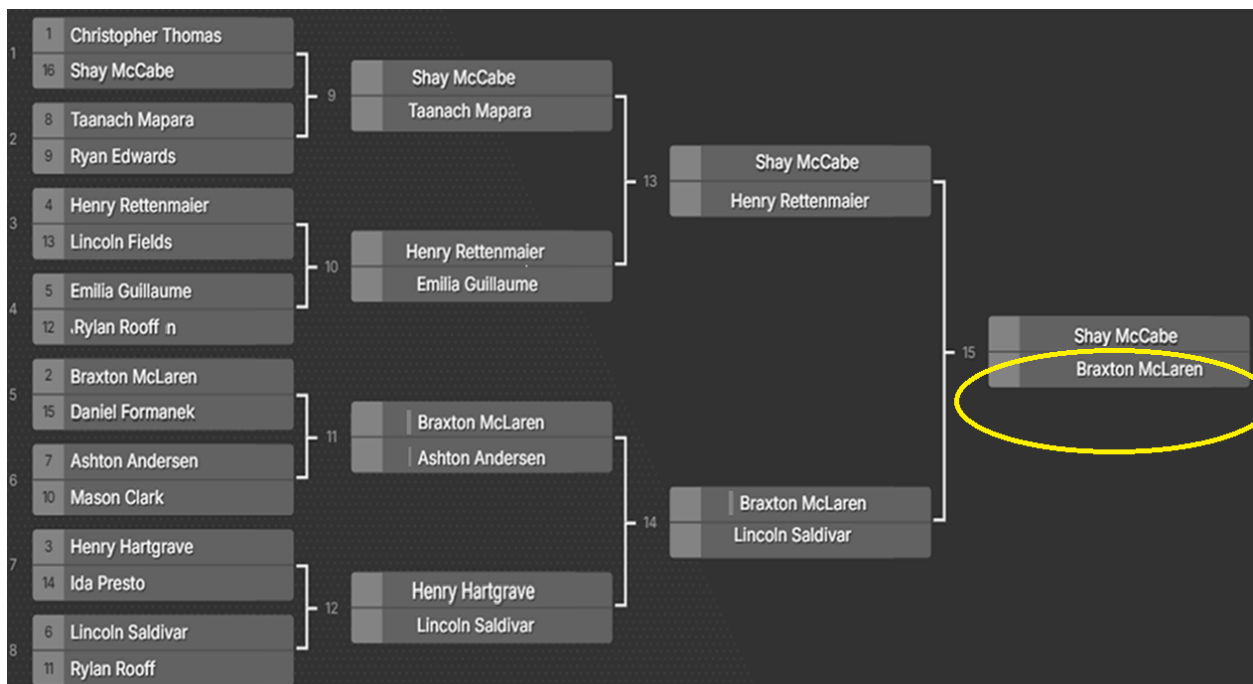 1
1 Christopher Thomas
16 Shay McCabe
2
8 Taanach Mapara
9 Ryan Edwards
3
4 Henry Rettenmaier
13 Lincoln Fields
4
5 Emilia Guillaume
12 .Rylan Rooff n
5
2 Braxton McLaren
15 Daniel Formanek
6
7 Ashton Andersen
10 Mason Clark
7
3 Henry Hartgrave
14 Ida Presto
8
6 Lincoln Saldivar
11 Rylan Rooff
9
Shay McCabe
Taanach Mapara
10
Henry Rettenmaier
Emilia Guillaume
11
Braxton McLaren
Ashton Andersen
12
Henry Hartgrave
Lincoln Saldivar
13
Shay McCabe
Henry Rettenmaier
14
Braxton McLaren
Lincoln Saldivar
15
Shay McCabe
Braxton McLaren